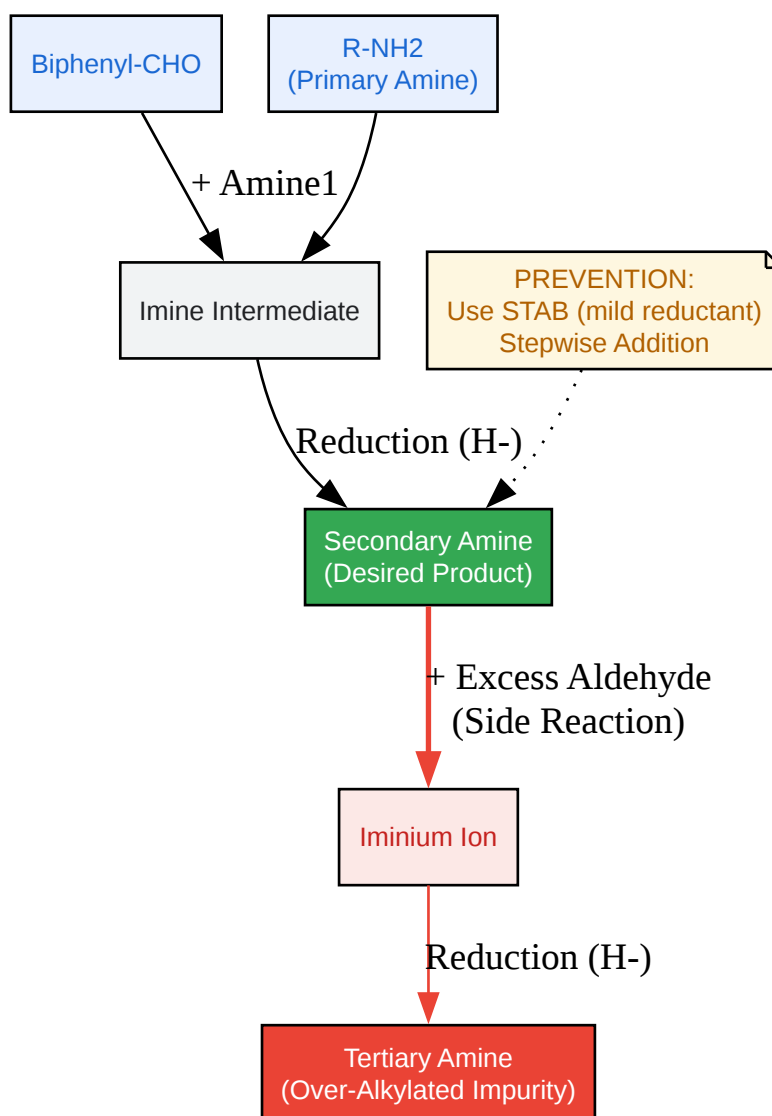 Biphenyl-CHO
R-NH2
(Primary Amine)
+ Amine1
Imine Intermediate
PREVENTION:
Use STAB (mild reductant)
Stepwise Addition
Reduction (H-)
Secondary Amine
(Desired Product)
+ Excess Aldehyde
(Side Reaction)
Iminium Ion
Reduction (H-)
Tertiary Amine
(Over-Alkylated Impurity)